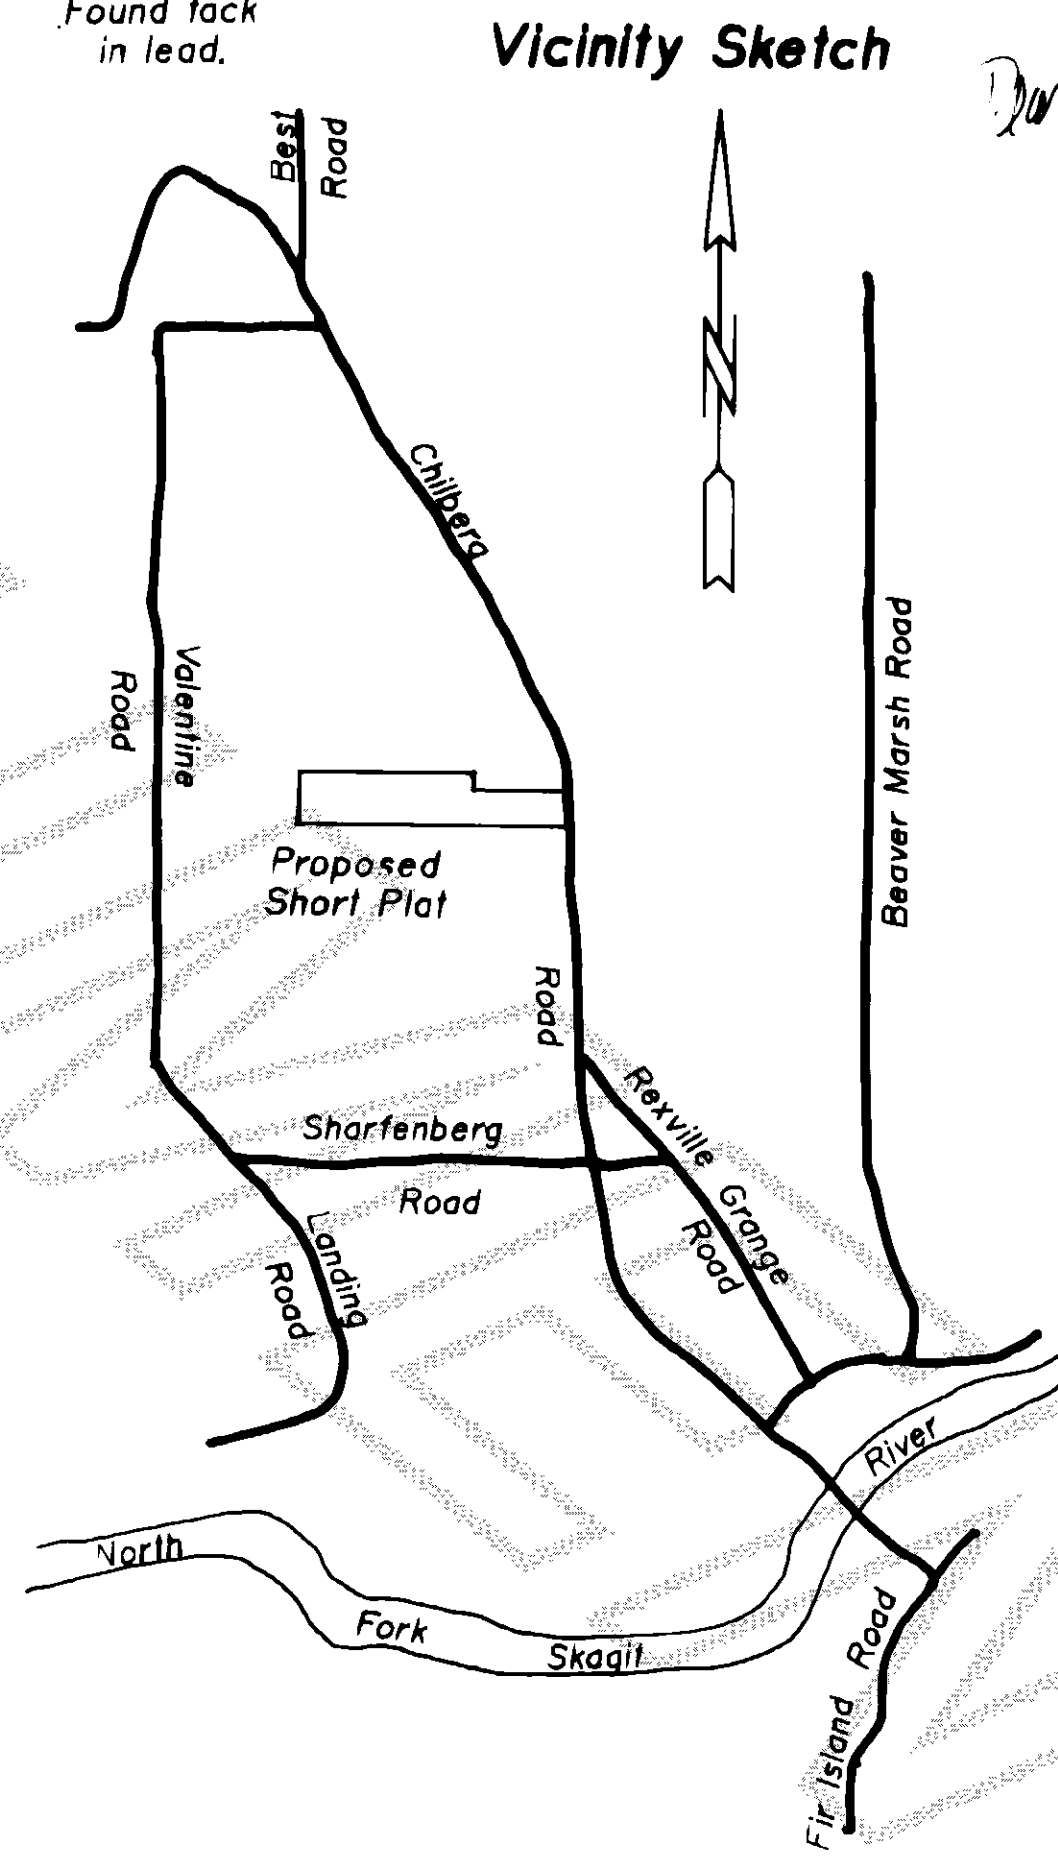 Found tack
in lead.
Vicinity Sketch
Best
Road
Chilberg
Valentine
Road
Beaver Marsh Road
Proposed
Short Plat
Road
Rexville Grange
Road
Sharfenberg
Road
Landing
Road
River
North
Fork
Skagit
Fir Island Road